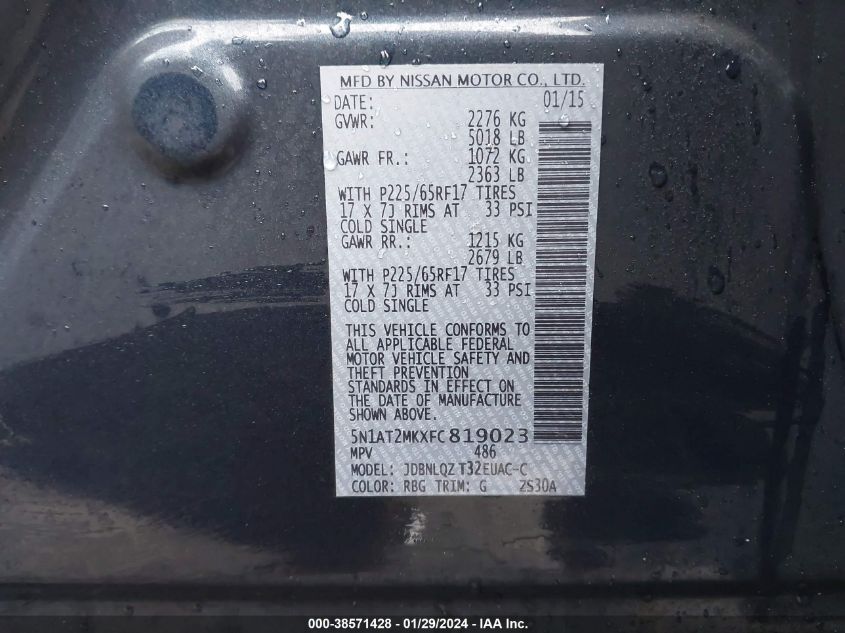 MFD BY NISSAN MOTOR CO., LTD.
DATE: 01/15
GVWR: 2276 KG
5018 LB
GAWR FR.: 1072 KG
2363 LB
WITH P225/65RF17 TIRES
17 X 7J RIMS AT 33 PSI
COLD SINGLE
GAWR RR.: 1215 KG
2679 LB
WITH P225/65RF17 TIRES
17 X 7J RIMS AT 33 PSI
COLD SINGLE
THIS VEHICLE CONFORMS TO
ALL APPLICABLE FEDERAL
MOTOR VEHICLE SAFETY AND
THEFT PREVENTION
STANDARDS IN EFFECT ON
THE DATE OF MANUFACTURE
SHOWN ABOVE.
5N1AT2MKXFC819023
MPV 486
MODEL: JDBNLQZ T32EUAC-C
COLOR: RBG TRIM: G 2S30A
000-38571428 - 01/29/2024 - IAA Inc.